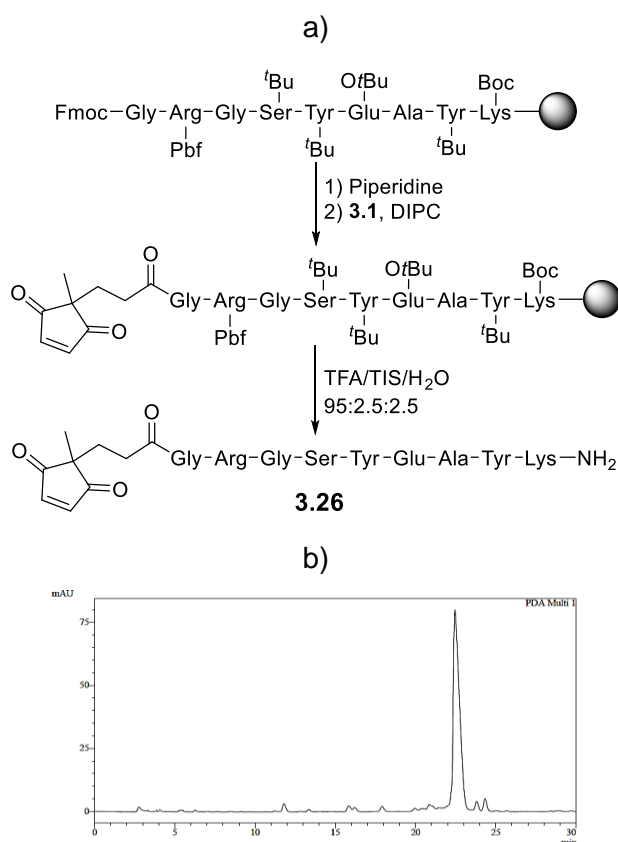 a)
tBu OtBu Boc
Fmoc–Gly–Arg–Gly–Ser–Tyr–Glu–Ala–Tyr–Lys
Pbf tBu tBu
1) Piperidine
2) 3.1, DIPC
O O O
tBu OtBu Boc
Gly–Arg–Gly–Ser–Tyr–Glu–Ala–Tyr–Lys
Pbf tBu tBu
TFA/TIS/H2O
95:2.5:2.5
O O O
Gly–Arg–Gly–Ser–Tyr–Glu–Ala–Tyr–Lys–NH2
3.26
b)
mAU
PDA Multi 1
75
50
25
0
0 5 10 15 20 25 30
min